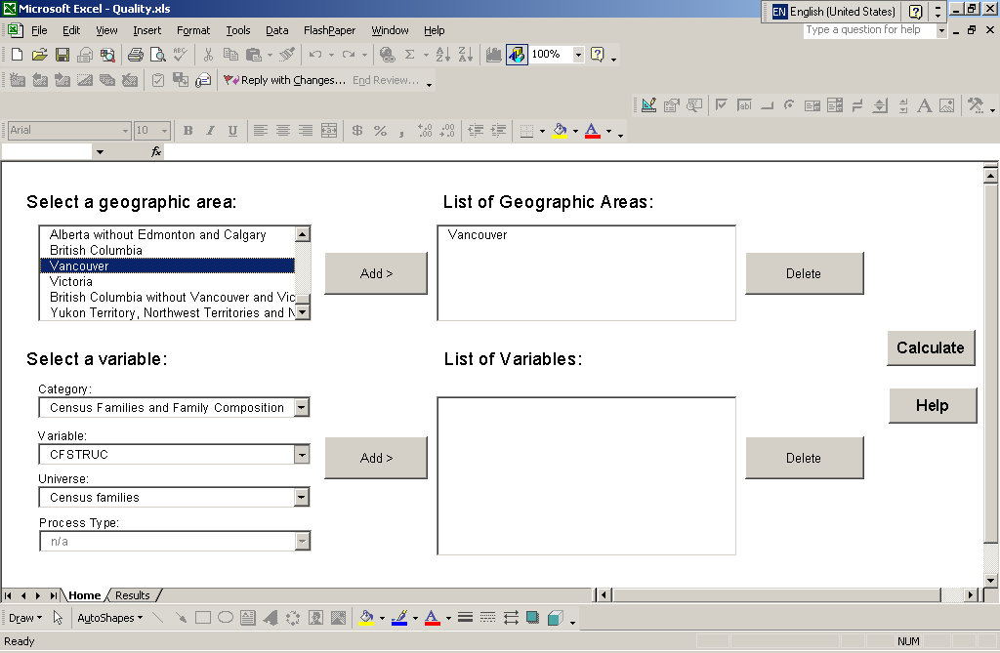 Microsoft Excel - Quality.xls
EN English (United States)
File Edit View Insert Format Tools Data FlashPaper Window Help
Type a question for help
100%
Reply with Changes... End Review...
Arial 10 B I U $ % ,
fx
Select a geographic area:
List of Geographic Areas:
Alberta without Edmonton and Calgary
British Columbia
Vancouver
Victoria
British Columbia without Vancouver and Vic
Yukon Territory, Northwest Territories and N
Add >
Vancouver
Delete
Calculate
Help
Select a variable:
List of Variables:
Category:
Census Families and Family Composition
Variable:
CFSTRUC
Universe:
Census families
Process Type:
n/a
Add >
Delete
Home Results
Draw AutoShapes
Ready
NUM